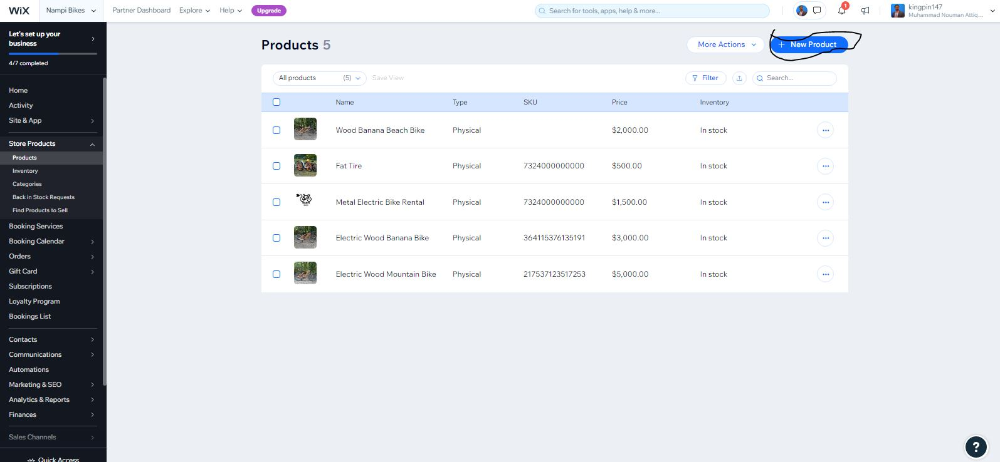 WiX Nampi Bikes Partner Dashboard Explore Help Upgrade Search for tools, apps, help & more... 1 kingpin147
Muhammad Nouman Attiq...
Let's set up your
business
4/7 completed
Home
Activity
Site & App
Store Products
Products
Inventory
Categories
Back in Stock Requests
Find Products to Sell
Booking Services
Booking Calendar
Orders
Gift Card
Subscriptions
Loyalty Program
Bookings List
Contacts
Communications
Automations
Marketing & SEO
Analytics & Reports
Finances
Sales Channels
Quick Access
Products 5 More Actions + New Product
All products (5) Save View Filter Search...
Name Type SKU Price Inventory
Wood Banana Beach Bike Physical $2,000.00 In stock
Fat Tire Physical 7324000000000 $500.00 In stock
Metal Electric Bike Rental Physical 7324000000000 $1,500.00 In stock
Electric Wood Banana Bike Physical 364115376135191 $3,000.00 In stock
Electric Wood Mountain Bike Physical 217537123517253 $5,000.00 In stock
?